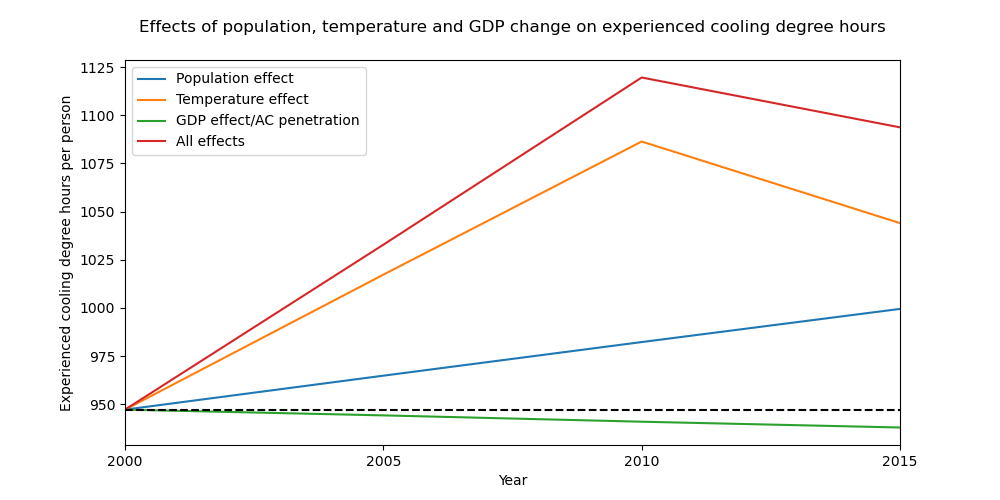 Effects of population, temperature and GDP change on experienced cooling degree hours
Population effect
Temperature effect
GDP effect/AC penetration
All effects
Experienced cooling degree hours per person
1125
1100
1075
1050
1025
1000
975
950
2000
2005
2010
2015
Year